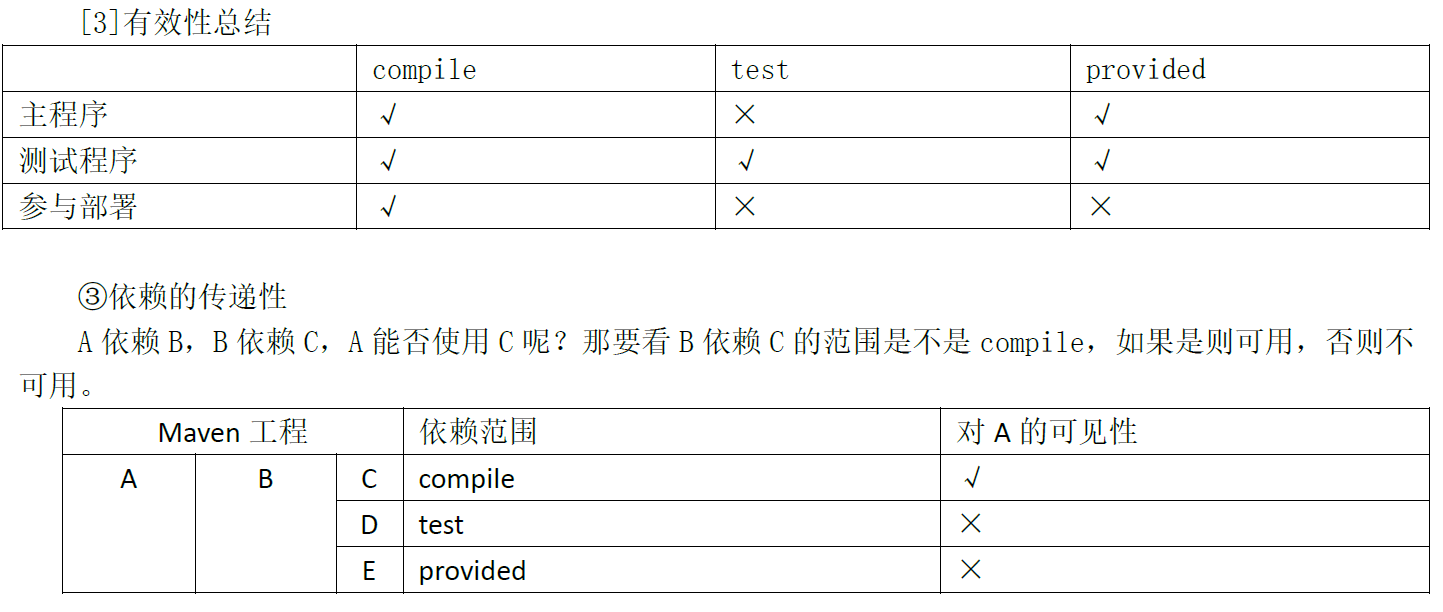 [3]有效性总结
compile test provided
主程序 √ × √
测试程序 √ √ √
参与部署 √ × ×
③依赖的传递性
A 依赖 B，B 依赖 C，A 能否使用 C 呢？那要看 B 依赖 C 的范围是不是 compile，如果是则可用，否则不
可用。
Maven 工程 依赖范围 对 A 的可见性
A B C compile √
D test ×
E provided ×